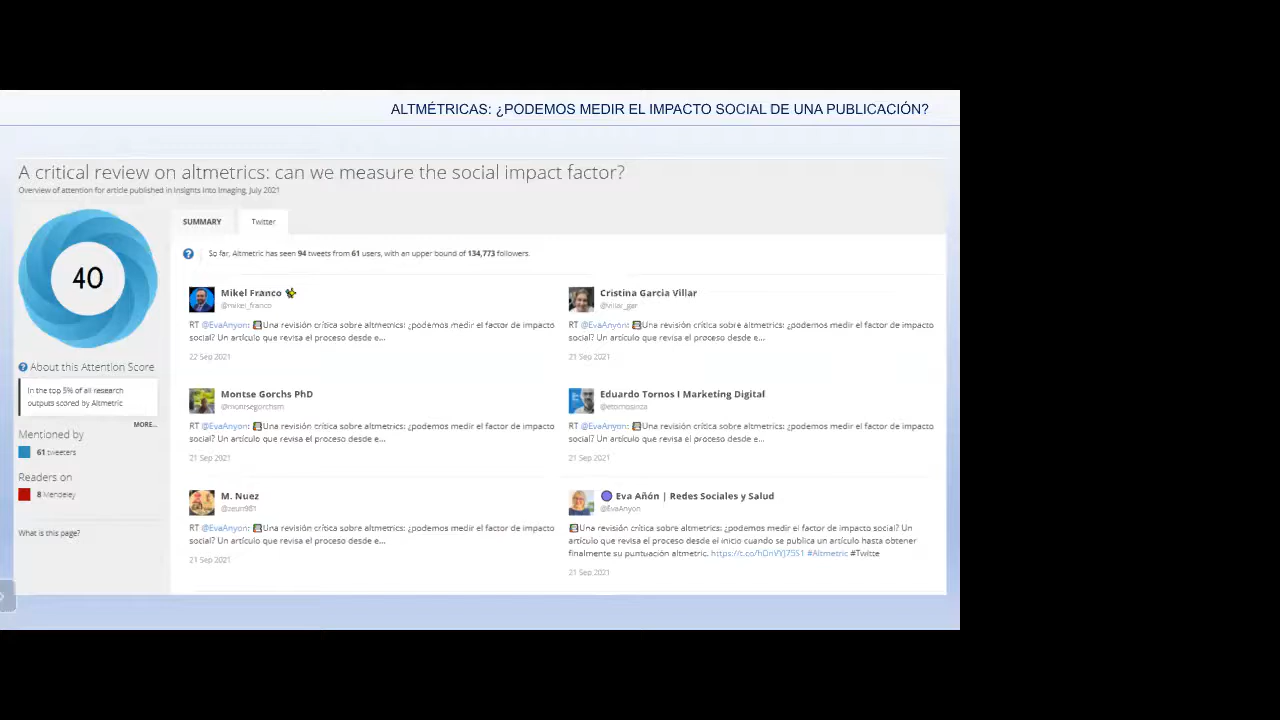 ALTMÉTRICAS: ¿PODEMOS MEDIR EL IMPACTO SOCIAL DE UNA PUBLICACIÓN?
A critical review on altmetrics: can we measure the social impact factor?
Overview of attention for article published in Insights into Imaging, July 2021
40
About this Attention Score
In the top 5% of all research
outputs scored by Altmetric
MORE...
Mentioned by
61 tweeters
Readers on
8 Mendeley
What is this page?
SUMMARY
Twitter
So far, Altmetric has seen 94 tweets from 61 users, with an upper bound of 134,773 followers.
Mikel Franco
@mikel_franco
RT @EvaAnyon: Una revisión crítica sobre altmetrics: ¿podemos medir el factor de impacto
social? Un artículo que revisa el proceso desde e...
22 Sep 2021
Cristina Garcia Villar
@villar_gar
RT @EvaAnyon: Una revisión crítica sobre altmetrics: ¿podemos medir el factor de impacto
social? Un artículo que revisa el proceso desde e...
21 Sep 2021
Montse Gorchs PhD
@montsegorchsm
RT @EvaAnyon: Una revisión crítica sobre altmetrics: ¿podemos medir el factor de impacto
social? Un artículo que revisa el proceso desde e...
21 Sep 2021
Eduardo Tornos I Marketing Digital
RT @EvaAnyon: Una revisión crítica sobre altmetrics: ¿podemos medir el factor de impacto
social? Un artículo que revisa el proceso desde e...
21 Sep 2021
M. Nuez
RT @EvaAnyon: Una revisión crítica sobre altmetrics: ¿podemos medir el factor de impacto
social? Un artículo que revisa el proceso desde e...
21 Sep 2021
Eva Añón | Redes Sociales y Salud
@EvaAnyon
Una revisión crítica sobre altmetrics: ¿podemos medir el factor de impacto social? Un
artículo que revisa el proceso desde el inicio cuando se publica un artículo hasta obtener
finalmente su puntuación altmetric. #Altmetric #Twitte
21 Sep 2021